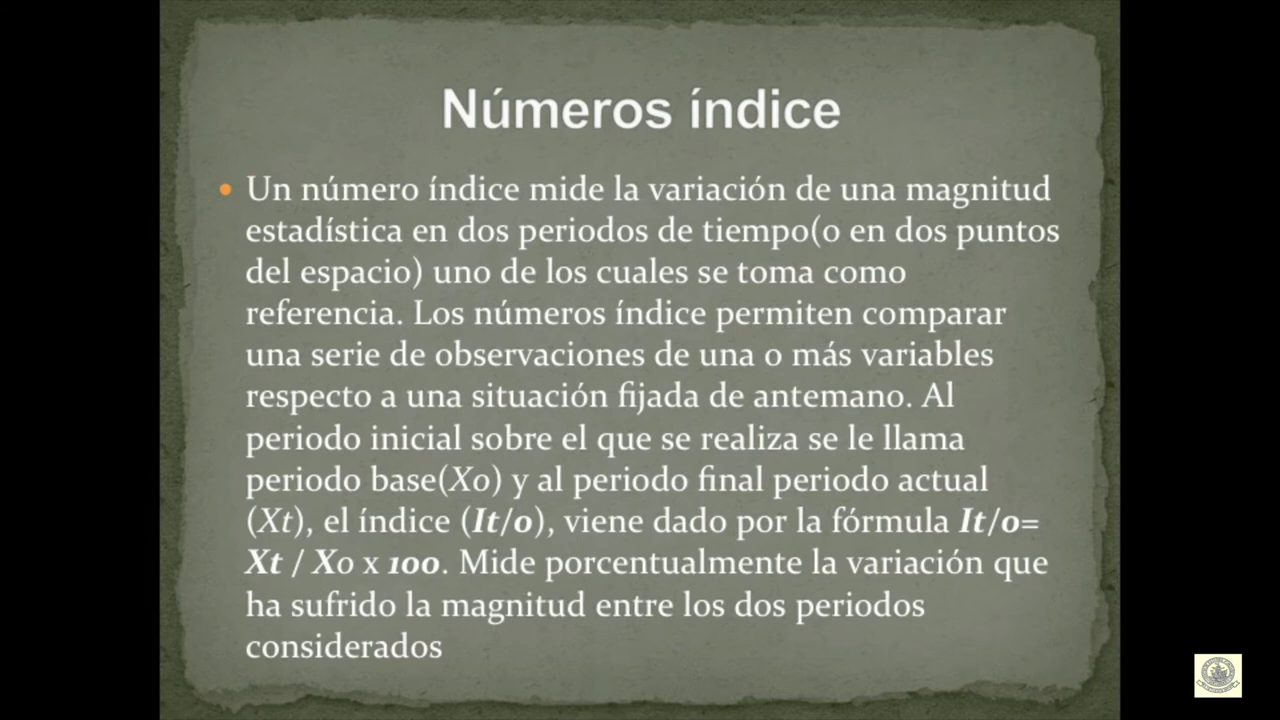 Números índice
• Un número índice mide la variación de una magnitud
estadística en dos periodos de tiempo(o en dos puntos
del espacio) uno de los cuales se toma como
referencia. Los números índice permiten comparar
una serie de observaciones de una o más variables
respecto a una situación fijada de antemano. Al
periodo inicial sobre el que se realiza se le llama
periodo base(Xo) y al periodo final periodo actual
(Xt), el índice (It/o), viene dado por la fórmula It/o=
Xt / Xo x 100. Mide porcentualmente la variación que
ha sufrido la magnitud entre los dos periodos
considerados